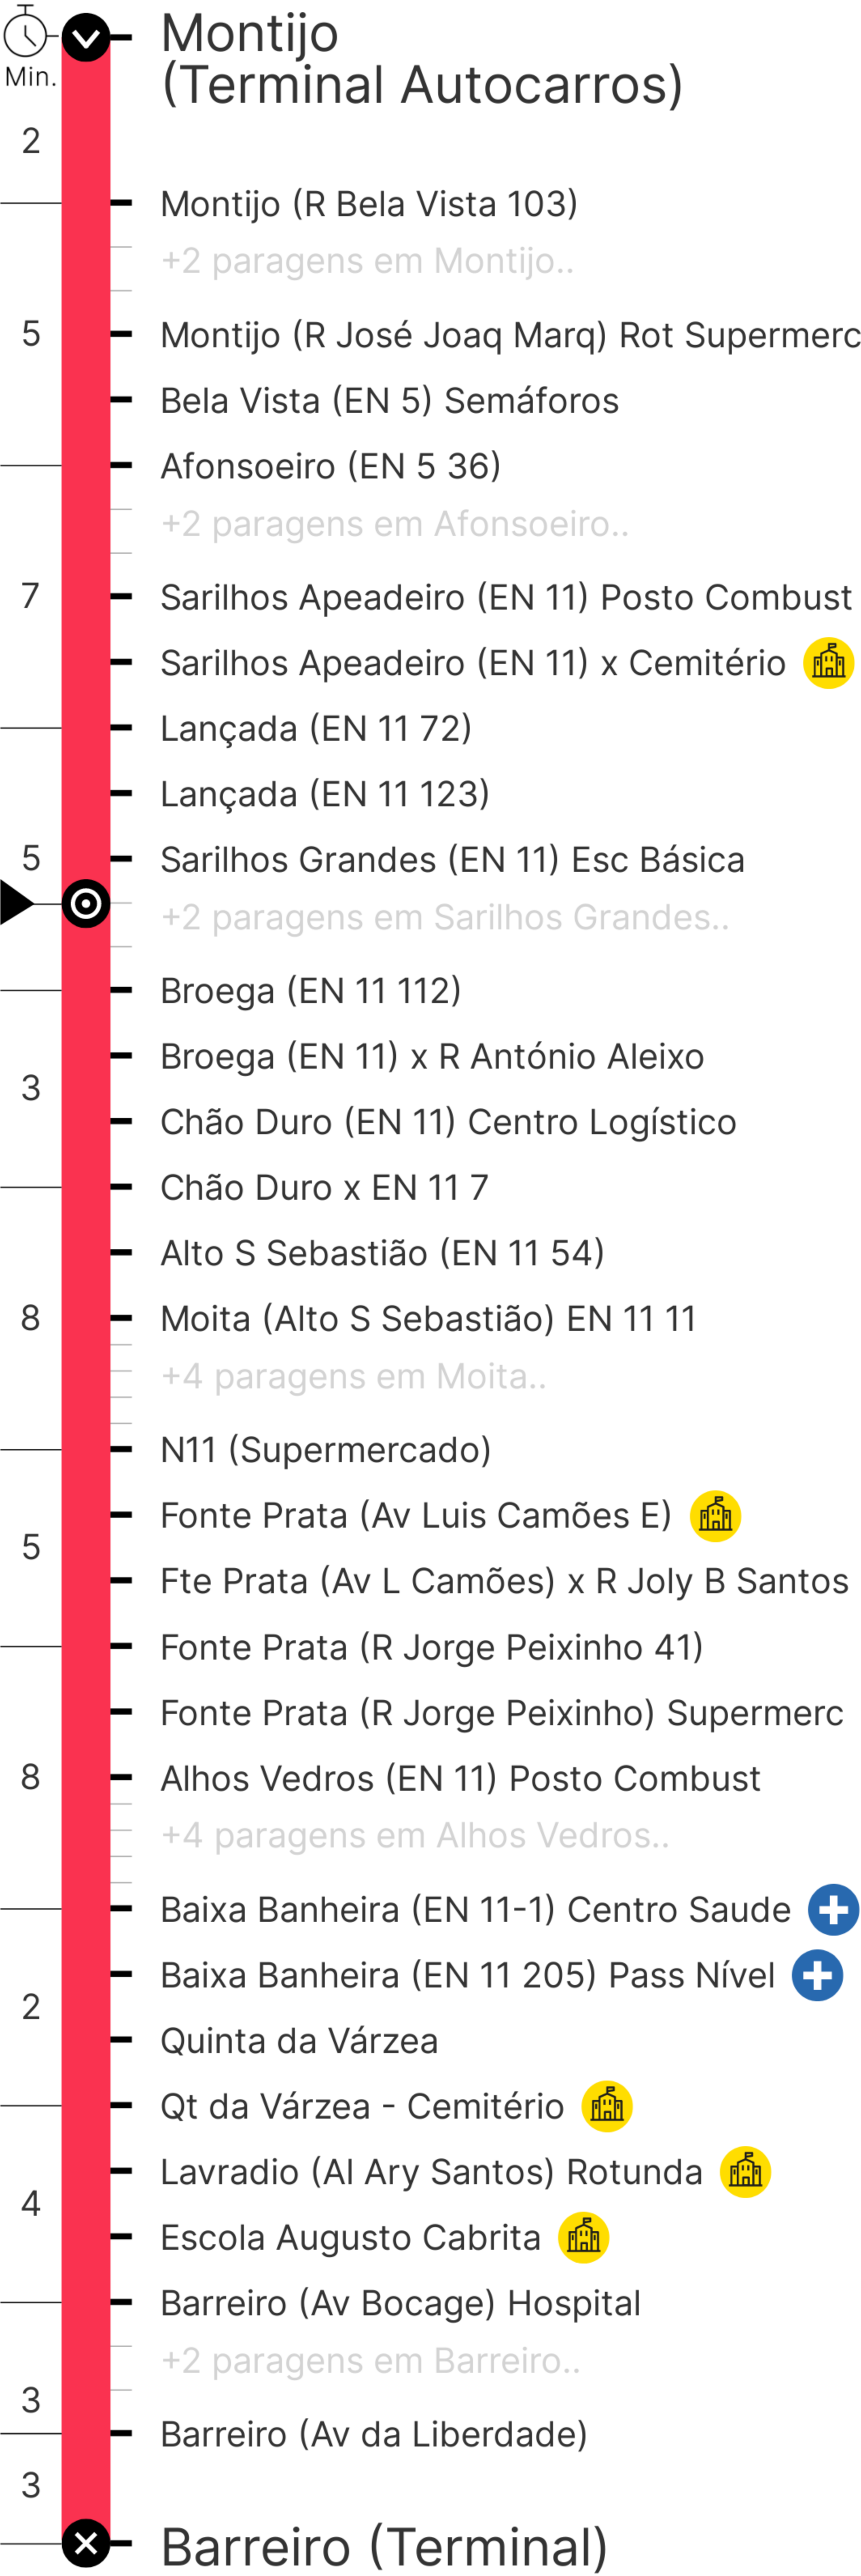 Montijo
(Terminal Autocarros)
Min.
2
Montijo (R Bela Vista 103)
+2 paragens em Montijo..
5
Montijo (R José Joaq Marq) Rot Supermerc
Bela Vista (EN 5) Semáforos
Afonsoeiro (EN 5 36)
+2 paragens em Afonsoeiro..
7
Sarilhos Apeadeiro (EN 11) Posto Combust
Sarilhos Apeadeiro (EN 11) x Cemitério
Lançada (EN 11 72)
Lançada (EN 11 123)
5
Sarilhos Grandes (EN 11) Esc Básica
+2 paragens em Sarilhos Grandes..
Broega (EN 11 112)
Broega (EN 11) x R António Aleixo
3
Chão Duro (EN 11) Centro Logístico
Chão Duro x EN 11 7
Alto S Sebastião (EN 11 54)
8
Moita (Alto S Sebastião) EN 11 11
+4 paragens em Moita..
N11 (Supermercado)
Fonte Prata (Av Luis Camões E)
5
Fte Prata (Av L Camões) x R Joly B Santos
Fonte Prata (R Jorge Peixinho 41)
Fonte Prata (R Jorge Peixinho) Supermerc
8
Alhos Vedros (EN 11) Posto Combust
+4 paragens em Alhos Vedros..
Baixa Banheira (EN 11-1) Centro Saude
Baixa Banheira (EN 11 205) Pass Nível
2
Quinta da Várzea
Qt da Várzea - Cemitério
Lavradio (Al Ary Santos) Rotunda
4
Escola Augusto Cabrita
Barreiro (Av Bocage) Hospital
+2 paragens em Barreiro..
3
Barreiro (Av da Liberdade)
3
Barreiro (Terminal)